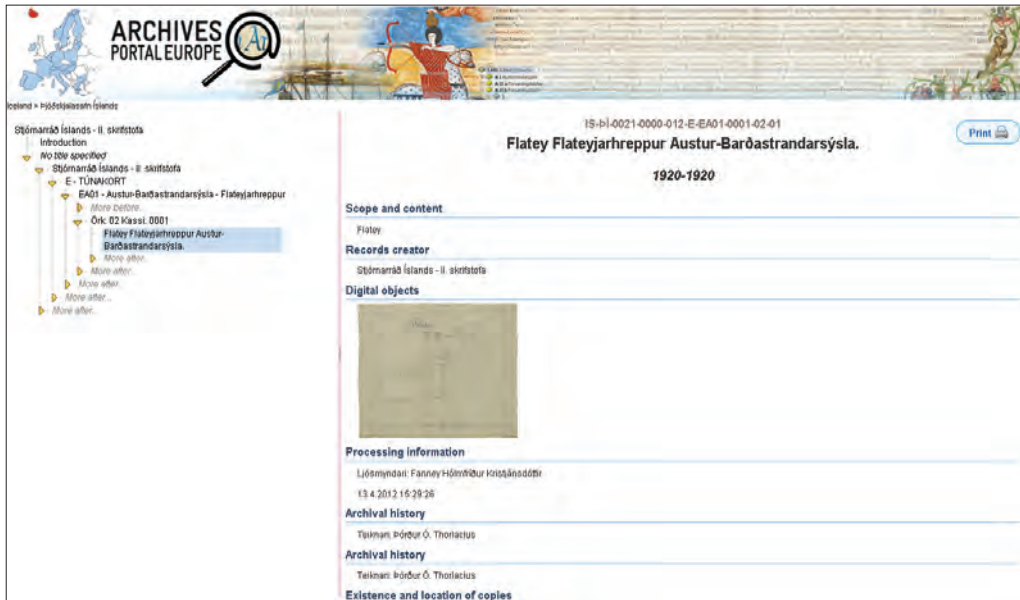 ARCHIVES
PORTAL EUROPE
Iceland > Þjóðskjalasafn Íslands
Stjórnarráð Íslands - II. skrifstofa
Introduction
No title specified
Stjórnarráð Íslands - II. skrifstofa
E - TÚNAKORT
EA01 - Austur-Barðastrandarsýsla - Flateyjarhreppur
More before...
Örk. 02 Kassi. 0001
Flatey Flateyjarhreppur Austur-
Barðastrandarsýsla.
More after...
More after...
More after...
More after...
More after...
IS-ÞÍ-0021-0000-012-E-EA01-0001-02-01
Flatey Flateyjarhreppur Austur-Barðastrandarsýsla.
Print
1920-1920
Scope and content
Flatey
Records creator
Stjórnarráð Íslands - II. skrifstofa
Digital objects
Processing information
Ljósmyndari: Fanney Hólmfríður Kristjánsdóttir
13.4.2012 15:29:26
Archival history
Teiknari: Þórður Ó. Thorlacius
Archival history
Teiknari: Þórður Ó. Thorlacius
Existence and location of copies